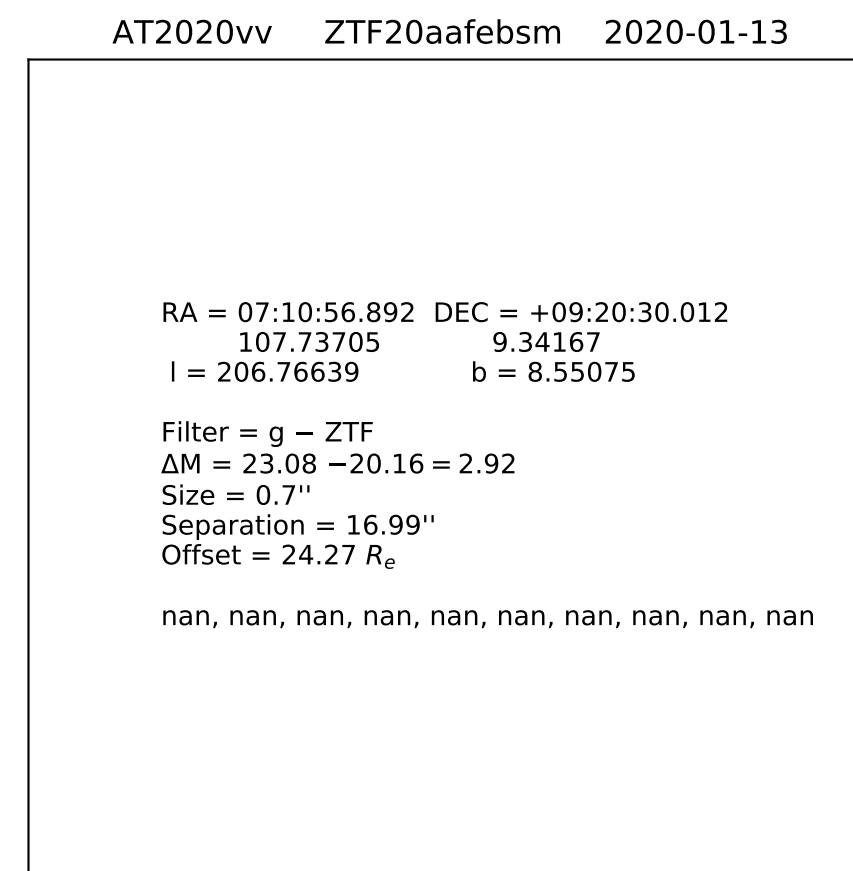 AT2020vv ZTF20aafebsm 2020-01-13
RA = 07:10:56.892 DEC = +09:20:30.012
107.73705 9.34167
l = 206.76639 b = 8.55075
Filter = g − ZTF
ΔM = 23.08 −20.16 = 2.92
Size = 0.7''
Separation = 16.99''
Offset = 24.27 Rₑ
nan, nan, nan, nan, nan, nan, nan, nan, nan, nan